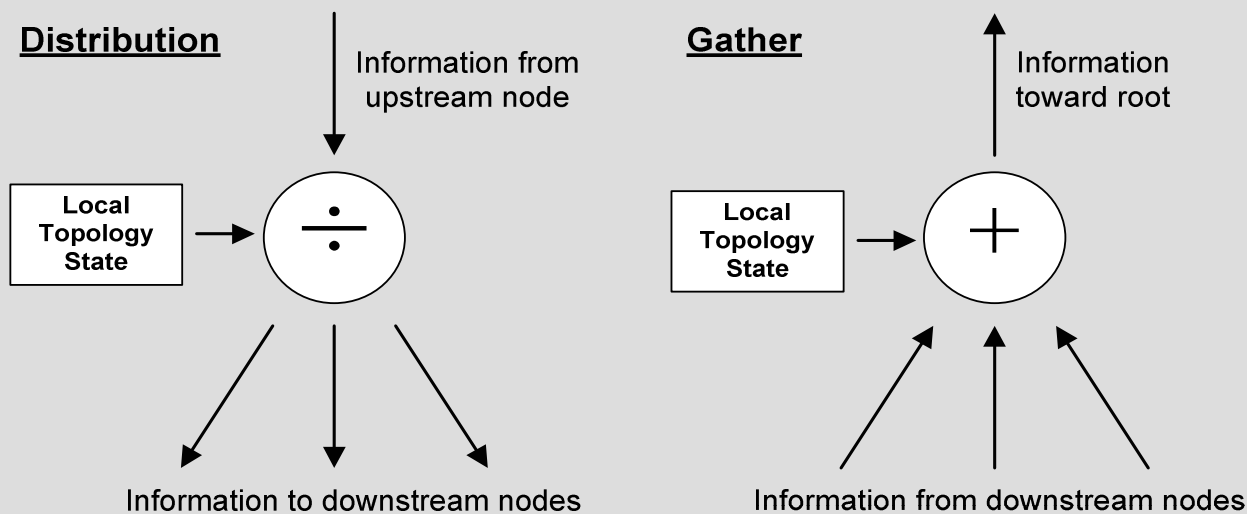 Distribution
Information from
upstream node
Local
Topology
State
÷
Information to downstream nodes
Gather
Information
toward root
Local
Topology
State
+
Information from downstream nodes